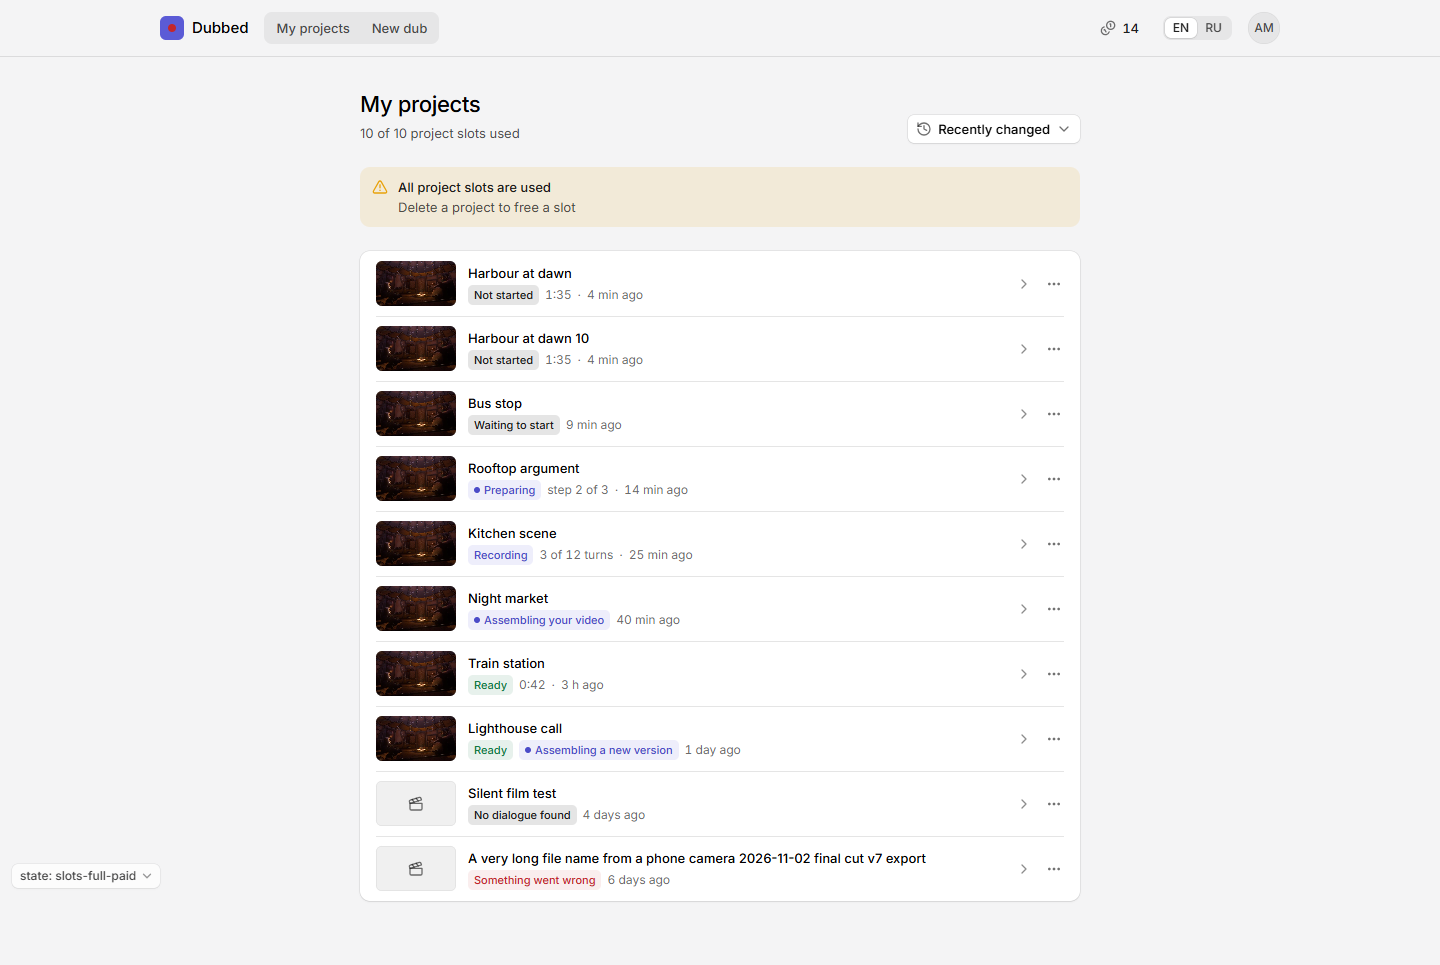 Dubbed
My projects
New dub
14
EN
RU
AM
My projects
10 of 10 project slots used
Recently changed
All project slots are used
Delete a project to free a slot
Harbour at dawn
Not started 1:35 · 4 min ago
Harbour at dawn 10
Not started 1:35 · 4 min ago
Bus stop
Waiting to start 9 min ago
Rooftop argument
Preparing step 2 of 3 · 14 min ago
Kitchen scene
Recording 3 of 12 turns · 25 min ago
Night market
Assembling your video 40 min ago
Train station
Ready 0:42 · 3 h ago
Lighthouse call
Ready Assembling a new version 1 day ago
Silent film test
No dialogue found 4 days ago
A very long file name from a phone camera 2026-11-02 final cut v7 export
Something went wrong 6 days ago
state: slots-full-paid